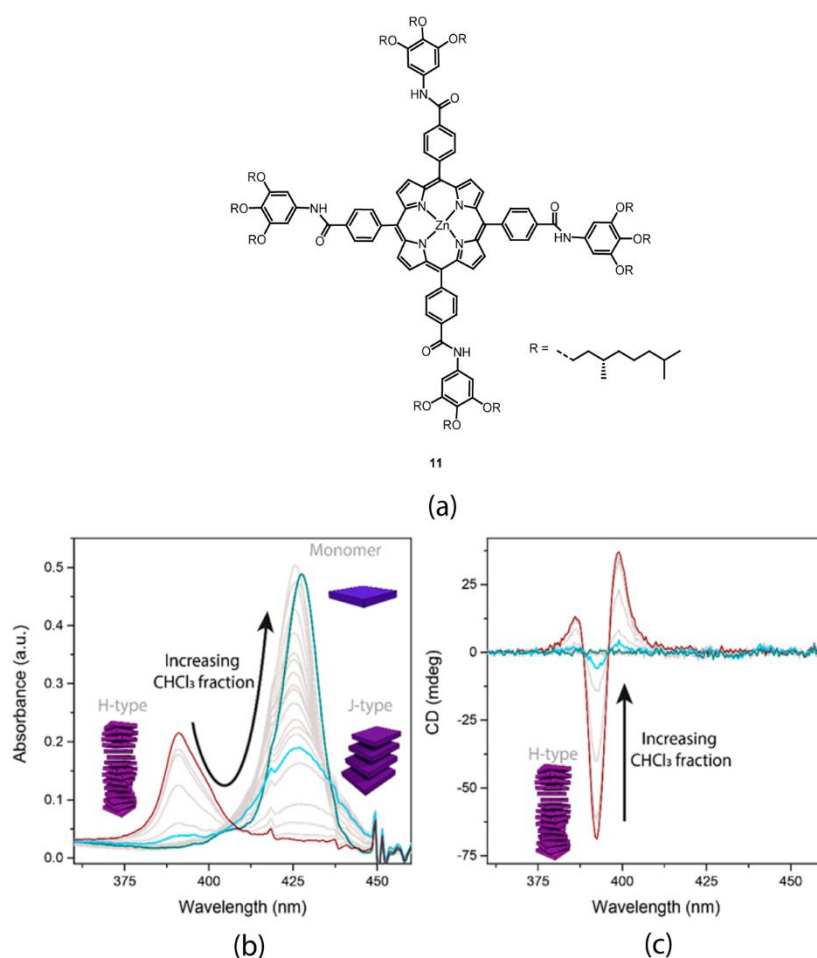 RO
OR
RO
OR
NH
O
RO
RO
RO
NH
O
N
N
Zn
N
N
O
NH
OR
OR
OR
O
NH
RO
OR
RO
OR
R =
11
(a)
Monomer
Increasing
CHCl₃ fraction
H-type
J-type
Absorbance (a.u.)
0.5
0.4
0.3
0.2
0.1
0.0
375
400
425
450
Wavelength (nm)
(b)
CD (mdeg)
25
0
-25
-50
-75
Increasing
CHCl₃ fraction
H-type
375
400
425
450
Wavelength (nm)
(c)